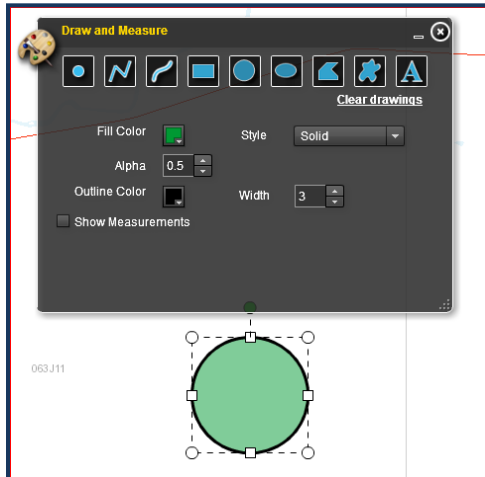 Draw and Measure
A
Clear drawings
Fill Color
Style
Solid
Alpha
0.5
Outline Color
Width
3
Show Measurements
063J11